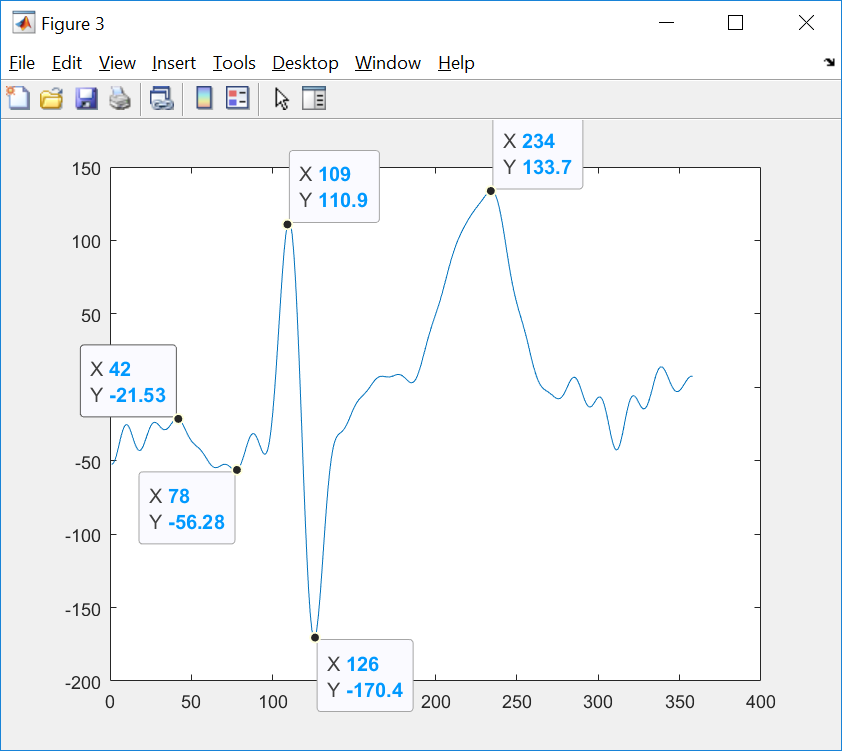 Figure 3
File Edit View Insert Tools Desktop Window Help
X 234
Y 133.7
X 109
Y 110.9
X 42
Y -21.53
X 78
Y -56.28
X 126
Y -170.4
150
100
50
-50
-100
-150
-200
0 50 100 200 250 300 350 400